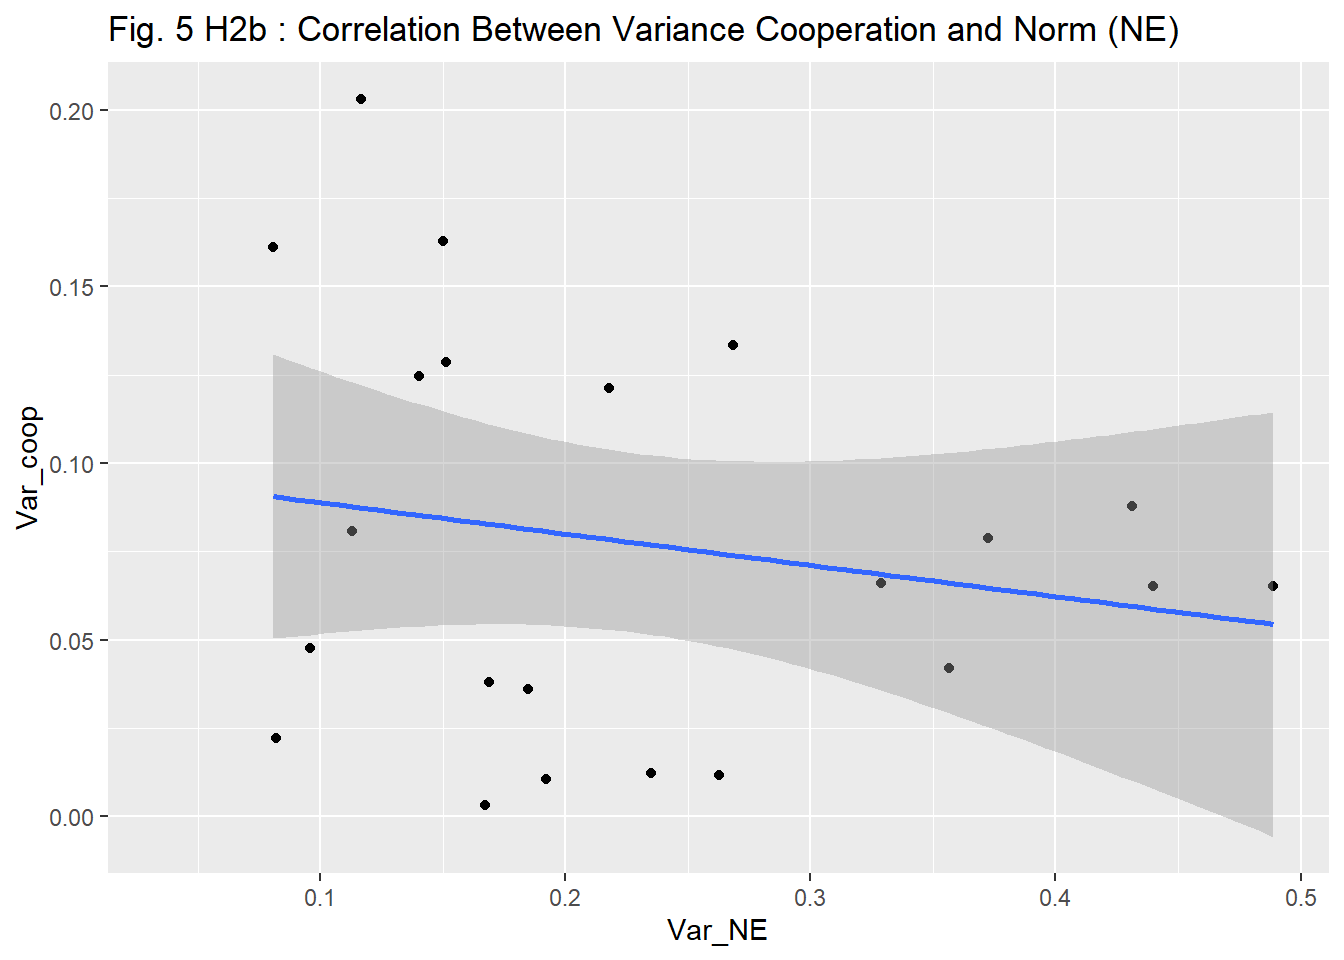 Fig. 5 H2b : Correlation Between Variance Cooperation and Norm (NE)
0.20
0.15
0.10
0.05
0.00
Var_coop
0.1 0.2 0.3 0.4 0.5
Var_NE